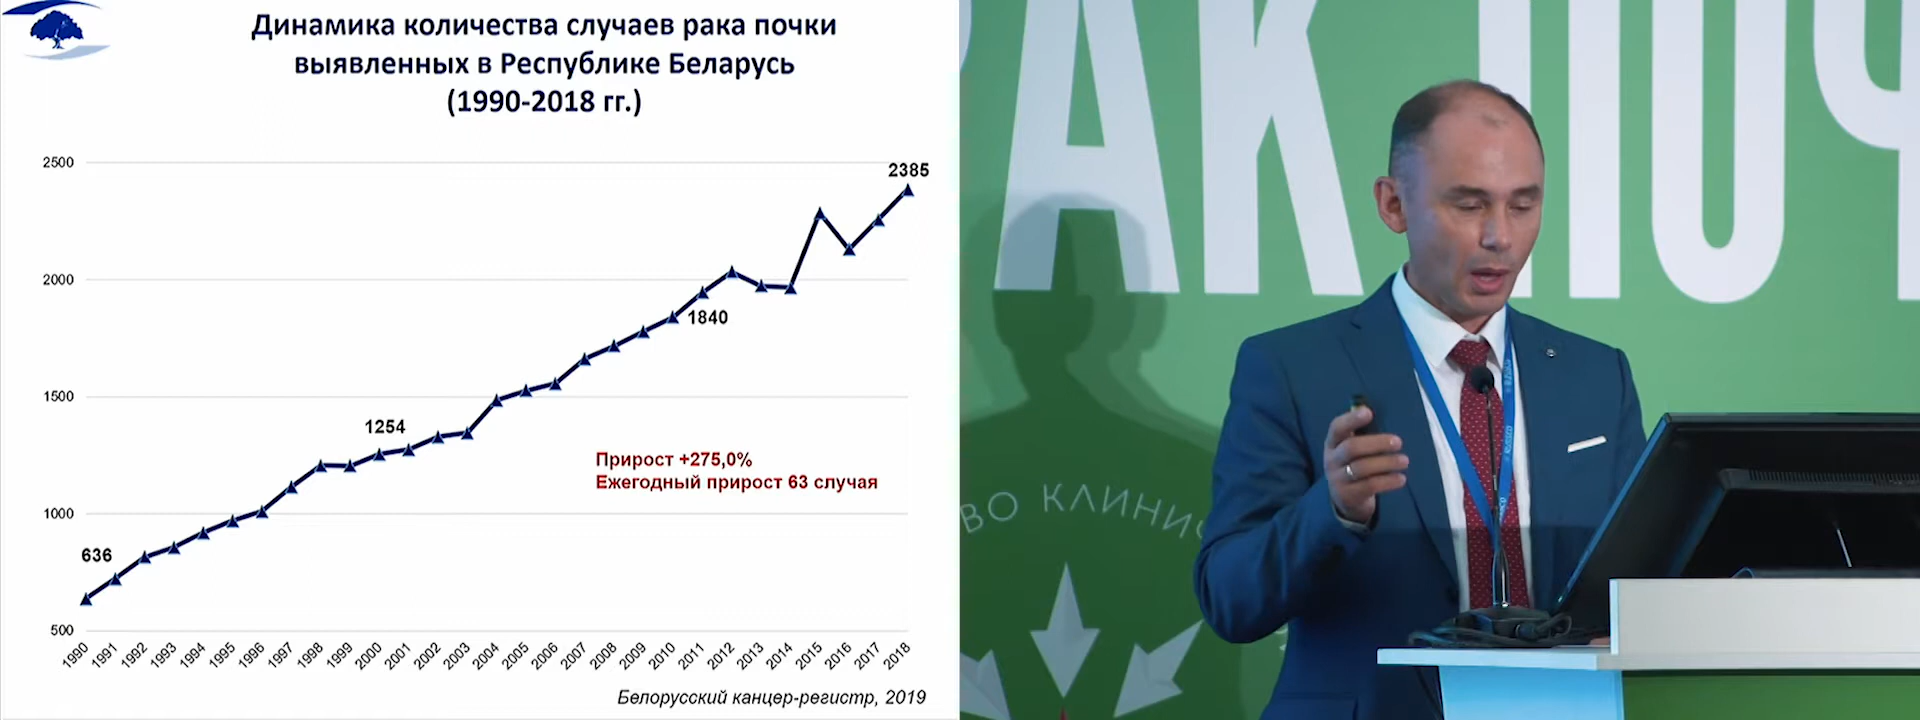 Динамика количества случаев рака почки
выявленных в Республике Беларусь
(1990-2018 гг.)
2500
2000
1500
1000
500
636
1254
1840
2385
Прирост +275,0%
Ежегодный прирост 63 случая
1990 1991 1992 1993 1994 1995 1996 1997 1998 1999 2000 2001 2002 2003 2004 2005 2006 2007 2008 2009 2010 2011 2012 2013 2014 2015 2016 2017 2018
Белорусский канцер-регистр, 2019
РАК ПОЧ
ВО КЛИНИ